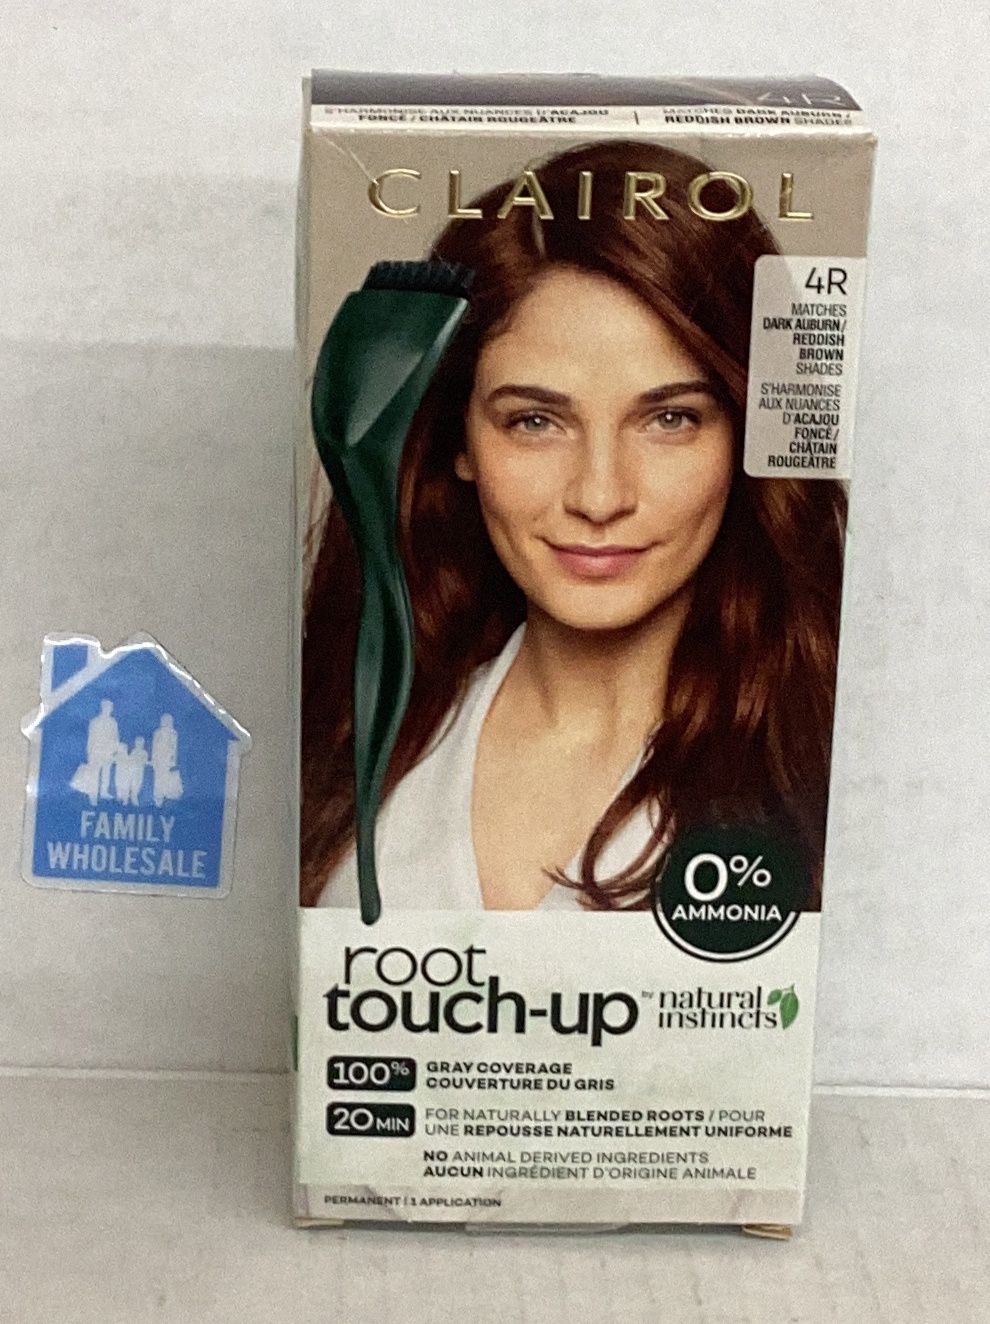 4R
S'HARMONISE AUX NUANCES D'ACAJOU
FONCÉ / CHÂTAIN ROUGEÂTRE
MATCHES DARK AUBURN /
REDDISH BROWN SHADES
CLAIROL
4R
MATCHES
DARK AUBURN/
REDDISH
BROWN
SHADES
S'HARMONISE
AUX NUANCES
D'ACAJOU
FONCÉ/
CHÂTAIN
ROUGEÂTRE
FAMILY
WHOLESALE
0%
AMMONIA
root
touch-up
BY natural
instincts
100% GRAY COVERAGE
COUVERTURE DU GRIS
20 MIN FOR NATURALLY BLENDED ROOTS / POUR
UNE REPOUSSE NATURELLEMENT UNIFORME
NO ANIMAL DERIVED INGREDIENTS
AUCUN INGRÉDIENT D'ORIGINE ANIMALE
PERMANENT | 1 APPLICATION